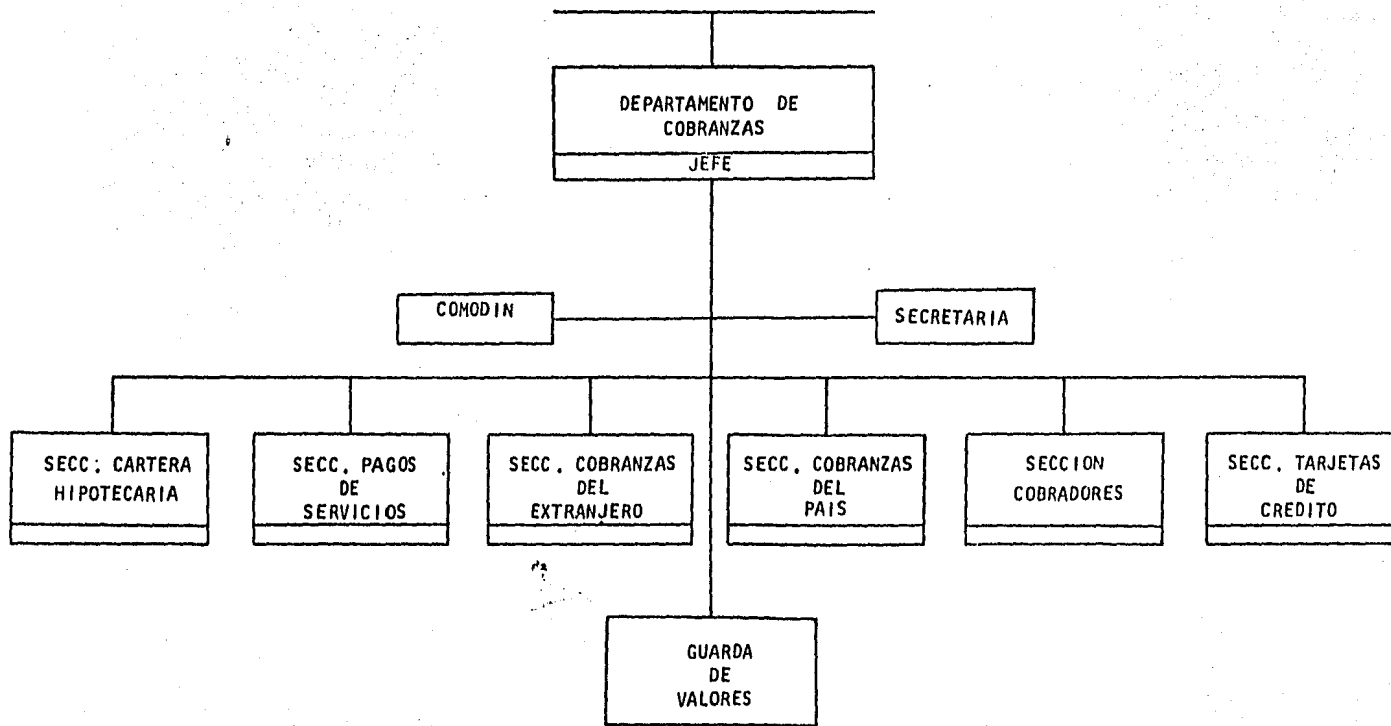 DEPARTAMENTO DE
COBRANZAS
JEFE
COMODIN
SECRETARIA
SECC. CARTERA
HIPOTECARIA
SECC. PAGOS
DE
SERVICIOS
SECC. COBRANZAS
DEL
EXTRANJERO
SECC. COBRANZAS
DEL
PAIS
SECCION
COBRADORES
SECC. TARJETAS
DE
CREDITO
GUARDA
DE
VALORES